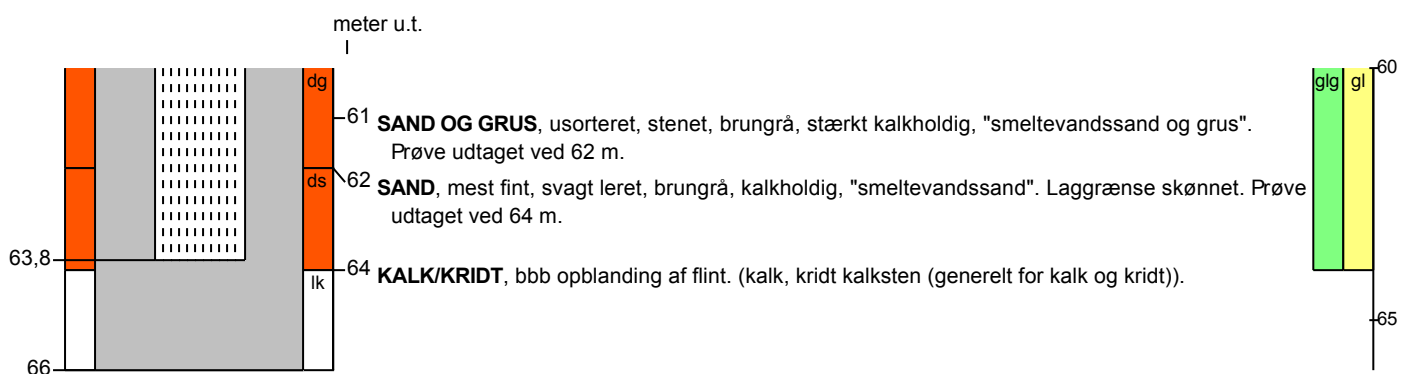 meter u.t.
dg
glg gl
60
61 SAND OG GRUS, usorteret, stenet, brungrå, stærkt kalkholdig, "smeltevandssand og grus".
Prøve udtaget ved 62 m.
ds
62 SAND, mest fint, svagt leret, brungrå, kalkholdig, "smeltevandssand". Laggrænse skønnet. Prøve
udtaget ved 64 m.
63,8
64 KALK/KRIDT, bbb opblanding af flint. (kalk, kridt kalksten (generelt for kalk og kridt)).
lk
65
66